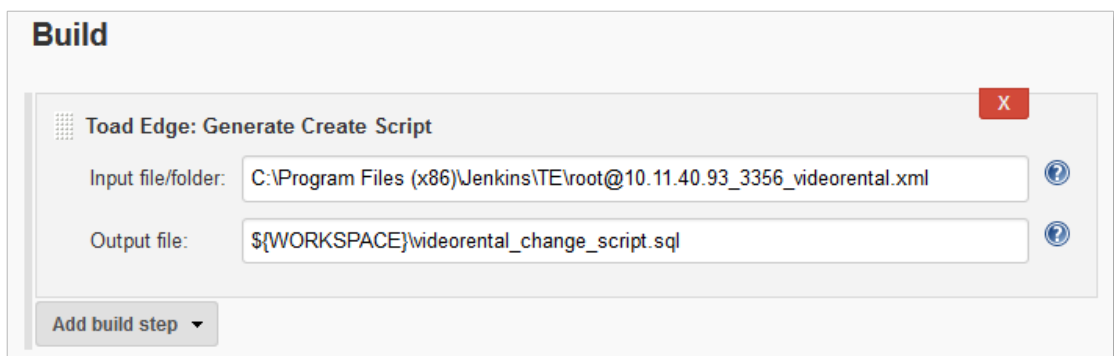 Build
X
Toad Edge: Generate Create Script
Input file/folder: C:\Program Files (x86)\Jenkins\TE\root@10.11.40.93_3356_videorental.xml ?
Output file: ${WORKSPACE}\videorental_change_script.sql ?
Add build step